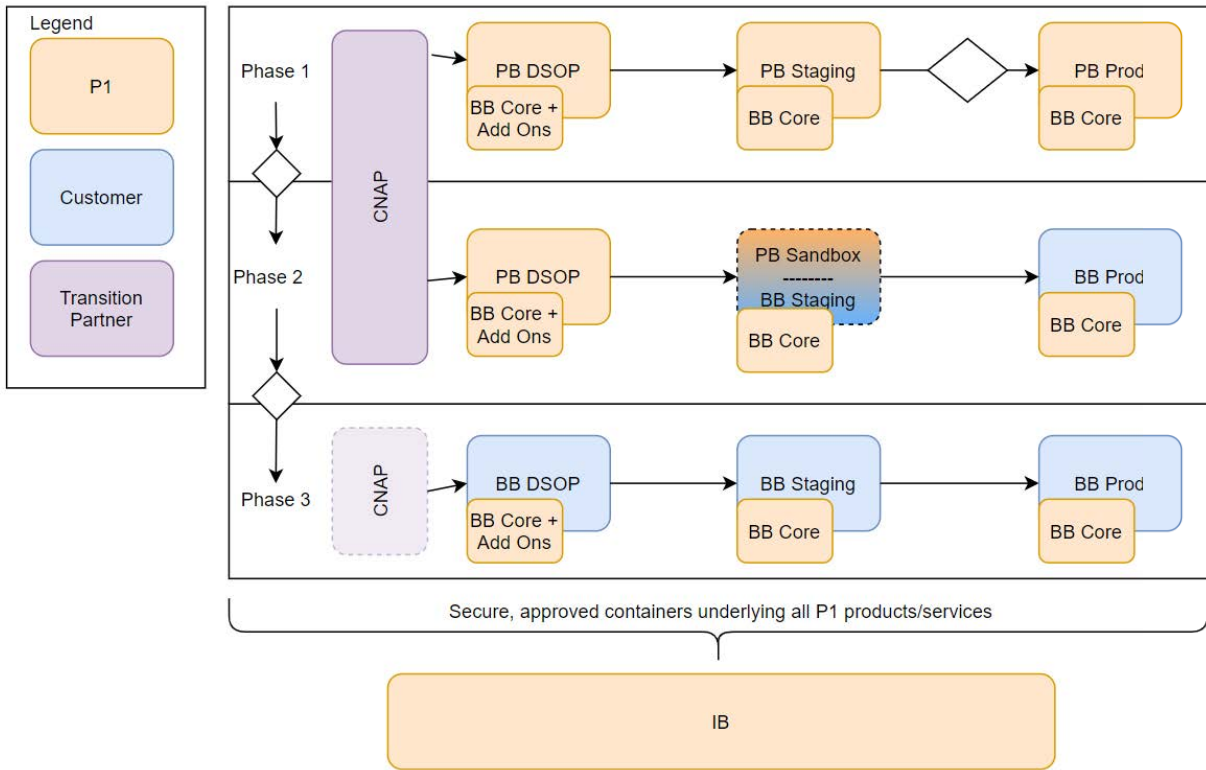 Legend
P1
Customer
Transition
Partner
Phase 1
CNAP
PB DSOP
BB Core +
Add Ons
PB Staging
BB Core
PB Prod
BB Core
Phase 2
PB DSOP
BB Core +
Add Ons
PB Sandbox
--------
BB Staging
BB Core
BB Prod
BB Core
Phase 3
CNAP
BB DSOP
BB Core +
Add Ons
BB Staging
BB Core
BB Prod
BB Core
Secure, approved containers underlying all P1 products/services
IB